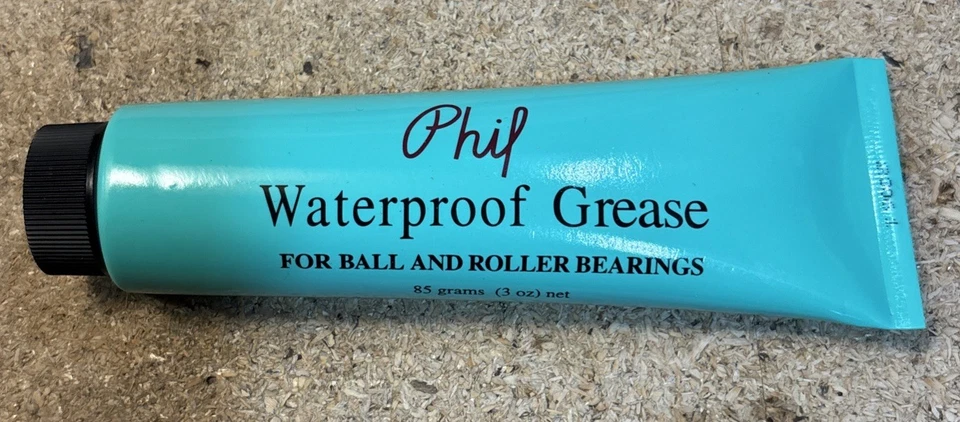 Phil
Waterproof Grease
FOR BALL AND ROLLER BEARINGS
85 grams (3 oz) net